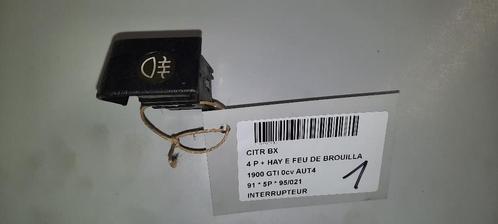 CITR BX
4 P + HAY E FEU DE BROUILLA
1900 GTI 0cv AUT4
91 * 5P * 95/021
INTERRUPTEUR
1